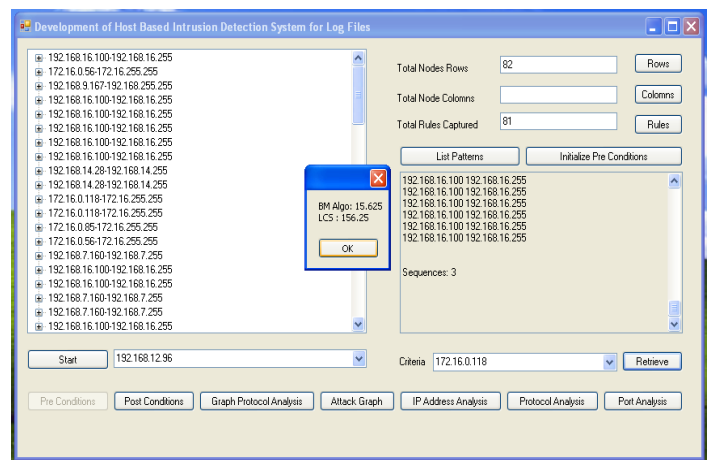 Development of Host Based Intrusion Detection System for Log Files
192.168.16.100-192.168.16.255
172.16.0.56-172.16.255.255
192.168.9.167-192.168.255.255
192.168.16.100-192.168.16.255
192.168.16.100-192.168.16.255
192.168.16.100-192.168.16.255
192.168.16.100-192.168.16.255
192.168.16.100-192.168.16.255
192.168.14.28-192.168.14.255
192.168.14.28-192.168.14.255
172.16.0.118-172.16.255.255
172.16.0.118-172.16.255.255
172.16.0.85-172.16.255.255
172.16.0.56-172.16.255.255
192.168.7.160-192.168.7.255
192.168.16.100-192.168.16.255
192.168.7.160-192.168.7.255
192.168.7.160-192.168.7.255
192.168.16.100-192.168.16.255
192.168.16.100-192.168.16.255
Total Nodes Rows 82 Rows
Total Node Colomns Colomns
Total Rules Captured 81 Rules
List Patterns Initialize Pre Conditions
192.168.16.100 192.168.16.255
192.168.16.100 192.168.16.255
192.168.16.100 192.168.16.255
192.168.16.100 192.168.16.255
192.168.16.100 192.168.16.255
192.168.16.100 192.168.16.255
Sequences: 3
BM Algo: 15.625
LCS : 156.25
OK
Start 192.168.12.96
Criteria 172.16.0.118 Retrieve
Pre Conditions Post Conditions Graph Protocol Analysis Attack Graph IP Address Analysis Protocol Analysis Port Analysis